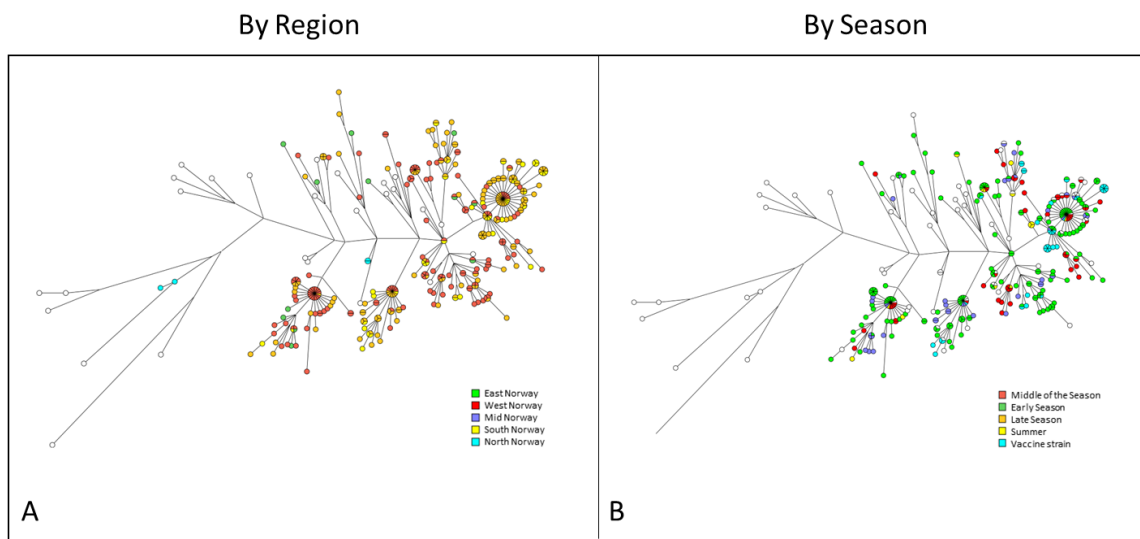 By Region
By Season
East Norway
West Norway
Mid Norway
South Norway
North Norway
A
Middle of the Season
Early Season
Late Season
Summer
Vaccine strain
B